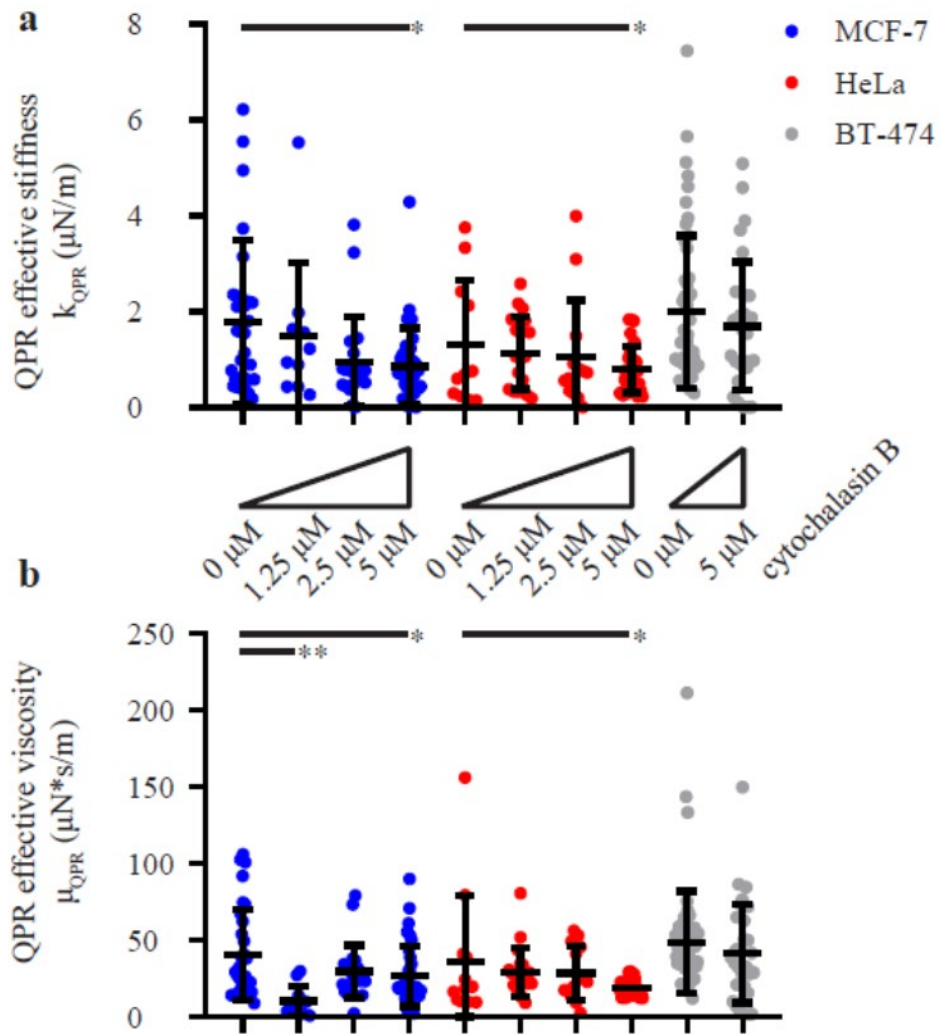 a
8
6
4
2
0
QPR effective stiffness
k_QPR (µN/m)
*
*
MCF-7
HeLa
BT-474
0 µM
1.25 µM
2.5 µM
5 µM
0 µM
1.25 µM
2.5 µM
5 µM
0 µM
5 µM
cytochalasin B
b
250
200
150
100
50
0
QPR effective viscosity
µ_QPR (µN*s/m)
*
**
*